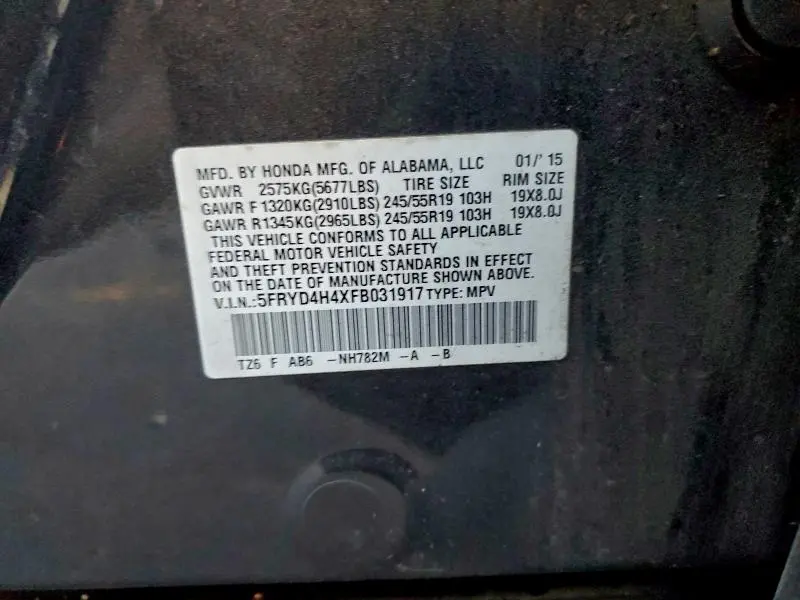 MFD. BY HONDA MFG. OF ALABAMA, LLC 01/'15
GVWR 2575KG(5677LBS) TIRE SIZE RIM SIZE
GAWR F 1320KG(2910LBS) 245/55R19 103H 19X8.0J
GAWR R1345KG(2965LBS) 245/55R19 103H 19X8.0J
THIS VEHICLE CONFORMS TO ALL APPLICABLE
FEDERAL MOTOR VEHICLE SAFETY
AND THEFT PREVENTION STANDARDS IN EFFECT
ON THE DATE OF MANUFACTURE SHOWN ABOVE.
V.I.N.:5FRYD4H4XFB031917 TYPE: MPV
TZ6 F AB6 -NH782M -A -B